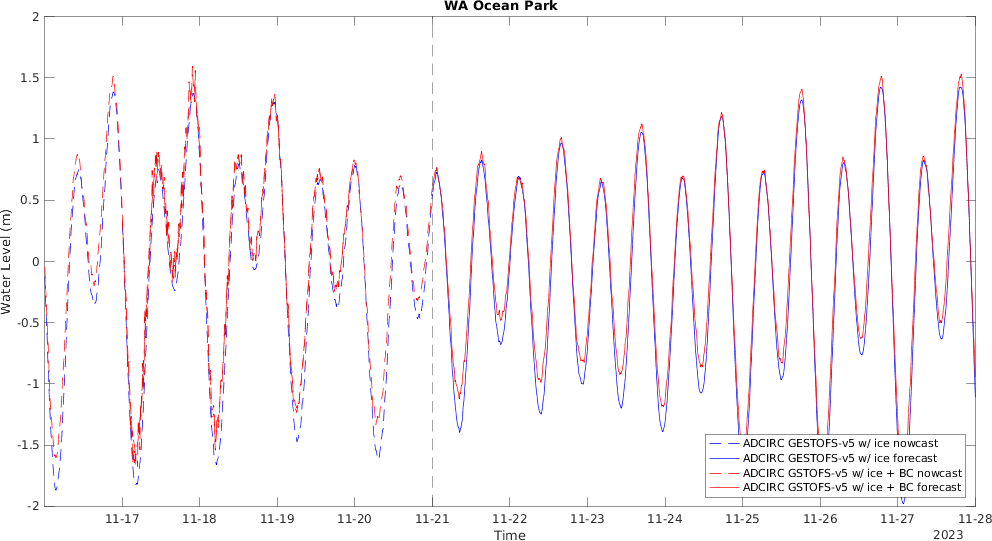 WA Ocean Park
2
1.5
1
0.5
0
-0.5
-1
-1.5
-2
Water Level (m)
ADCIRC GESTOFS-v5 w/ ice nowcast
ADCIRC GESTOFS-v5 w/ ice forecast
ADCIRC GSTOFS-v5 w/ ice + BC nowcast
ADCIRC GSTOFS-v5 w/ ice + BC forecast
11-17 11-18 11-19 11-20 11-21 11-22 11-23 11-24 11-25 11-26 11-27 11-28
Time
2023